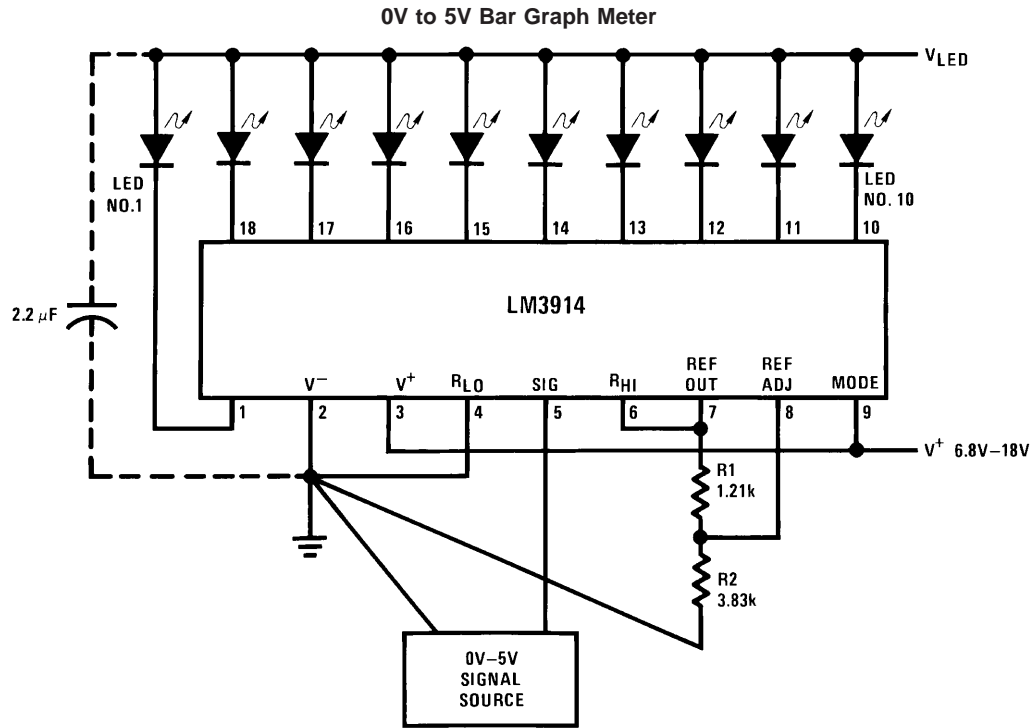 0V to 5V Bar Graph Meter
VLED
LED
NO.1
LED
NO. 10
18
17
16
15
14
13
12
11
10
2.2 μF
LM3914
V−
V+
RLO
SIG
RHI
REF
OUT
REF
ADJ
MODE
1
2
3
4
5
6
7
8
9
V+ 6.8V–18V
R1
1.21k
R2
3.83k
0V–5V
SIGNAL
SOURCE